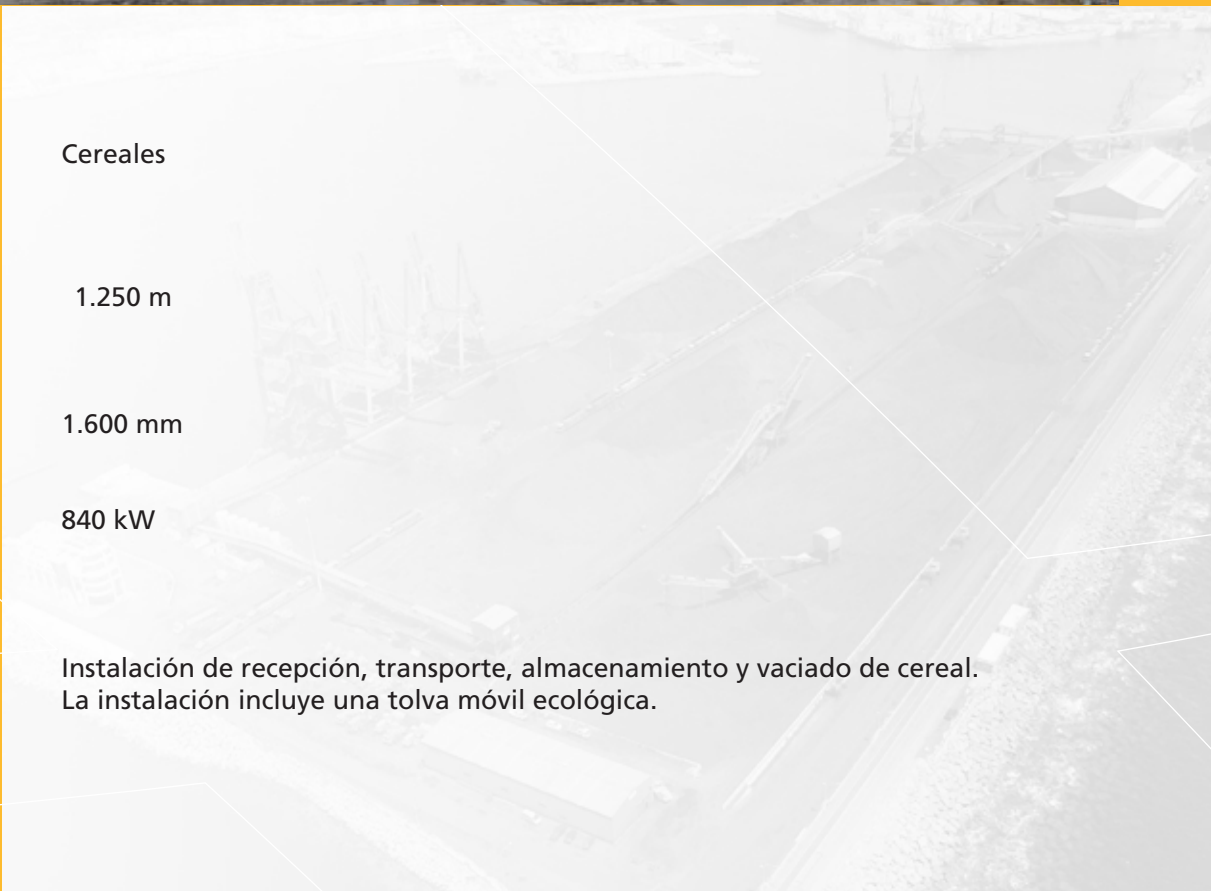 Cereales
1.250 m
1.600 mm
840 kW
Instalación de recepción, transporte, almacenamiento y vaciado de cereal.
La instalación incluye una tolva móvil ecológica.